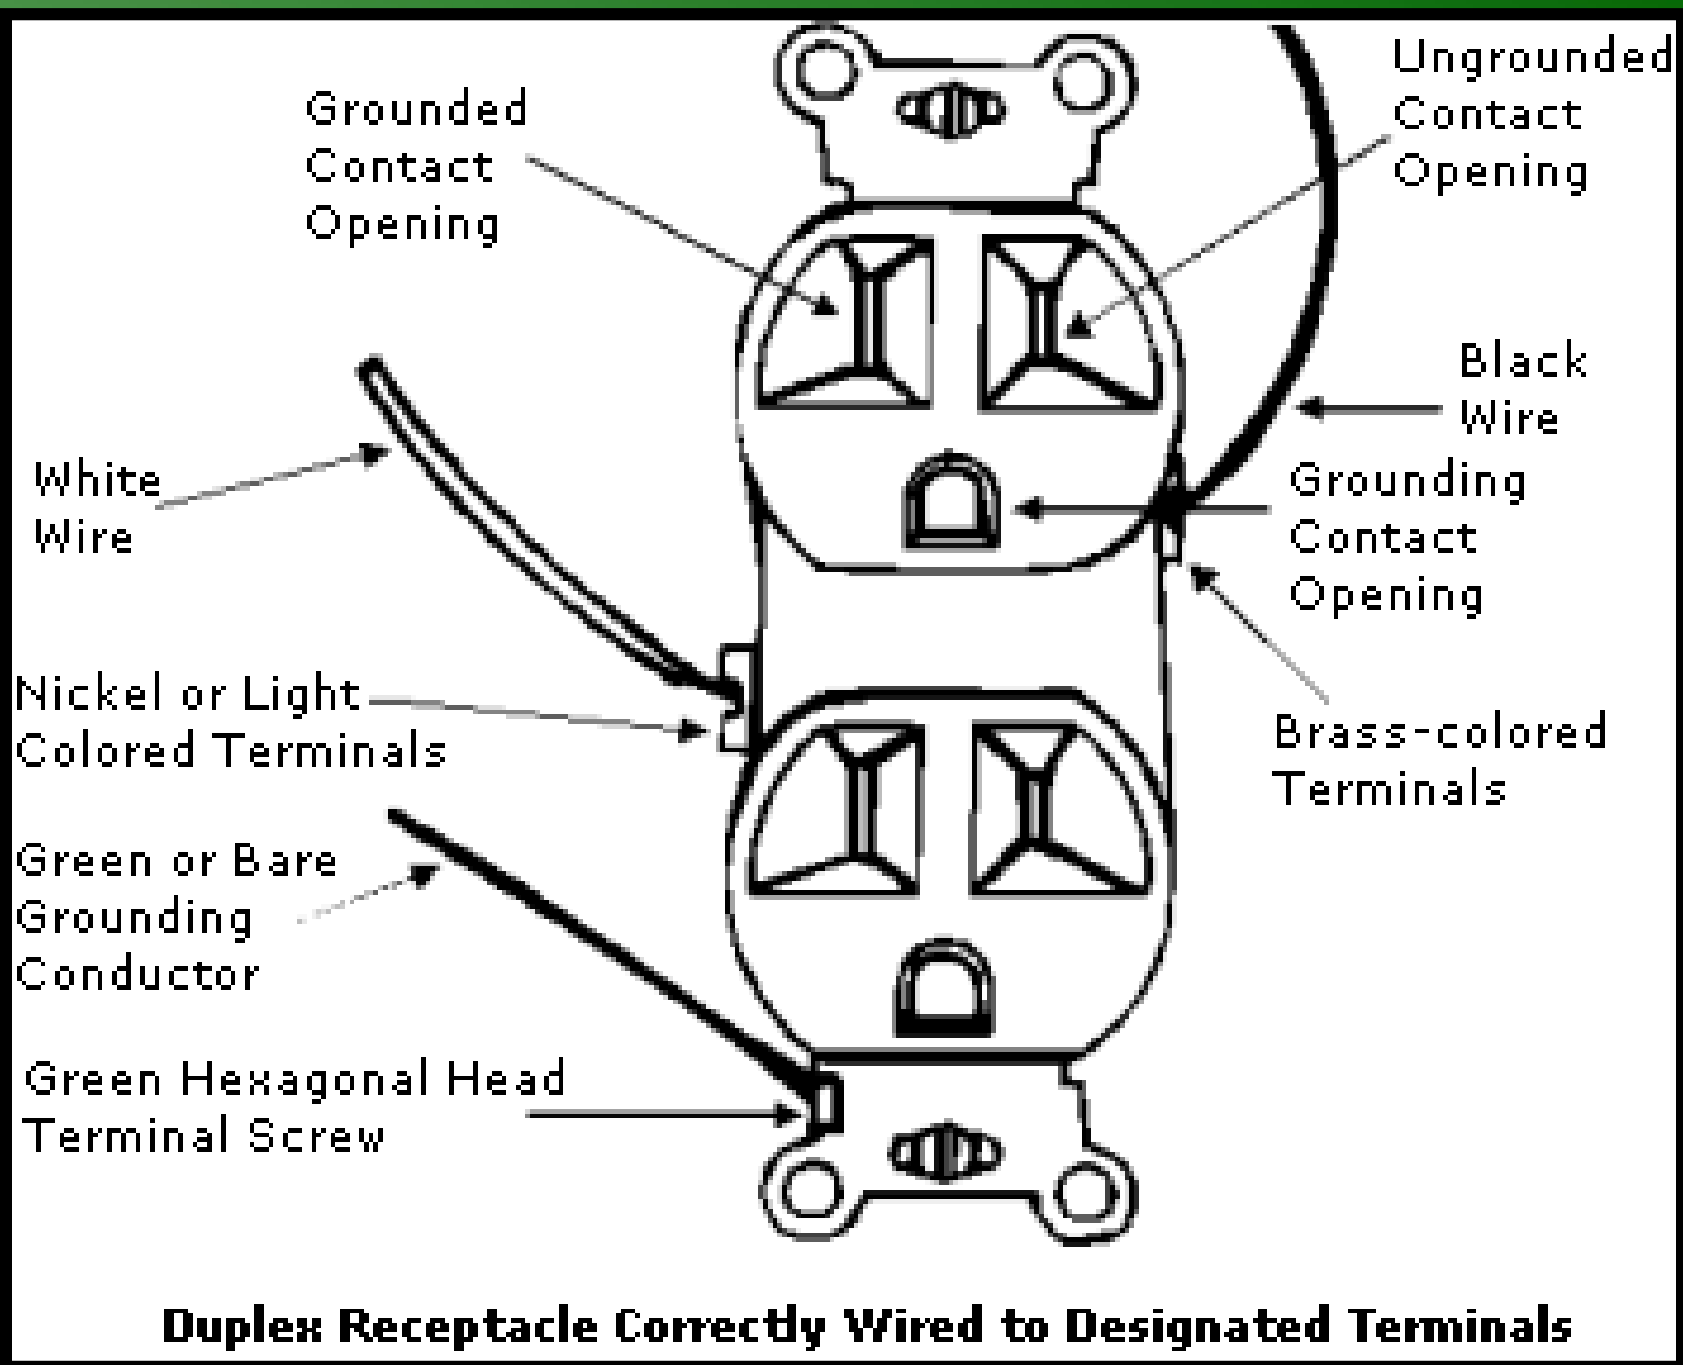 Grounded
Contact
Opening
Ungrounded
Contact
Opening
Black
Wire
White
Wire
Grounding
Contact
Opening
Nickel or Light
Colored Terminals
Brass-colored
Terminals
Green or Bare
Grounding
Conductor
Green Hexagonal Head
Terminal Screw
Duplex Receptacle Correctly Wired to Designated Terminals